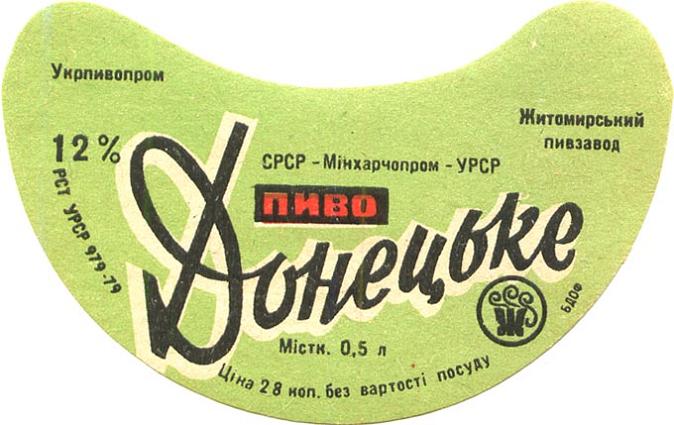 Укрпивопром
Житомирський
пивзавод
12%
СРСР - Мінхарчопром - УРСР
РСТ УРСР 979-79
ПИВО
Донецьке
Ж
БДОФ
Містк. 0,5 л
Ціна 28 коп. без вартості посуду